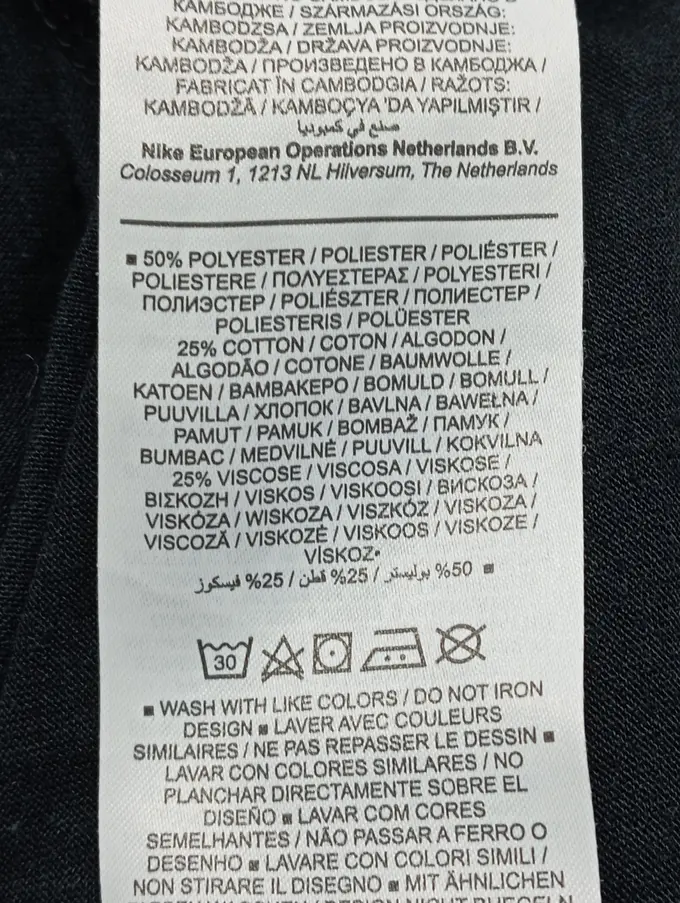 КАМБОДЖЕ / SZÁRMAZÁSI ORSZÁG:
KAMBODZSA / ZEMLJA PROIZVODNJE:
KAMBODŽA / DRŽAVA PROIZVODNJE:
KAMBODŽA / ПРОИЗВЕДЕНО В КАМБОДЖА /
FABRICAT ÎN CAMBODGIA / RAŽOTS:
KAMBODŽĀ / KAMBOÇYA 'DA YAPILMIŞTIR /
صنع في كمبوديا
Nike European Operations Netherlands B.V.
Colosseum 1, 1213 NL Hilversum, The Netherlands
■ 50% POLYESTER / POLIESTER / POLIÉSTER /
POLIESTERE / ΠΟΛΥΕΣΤΕΡΑΣ / POLYESTERI /
ПОЛИЭСТЕР / POLIÉSZTER / ПОЛИЕСТЕР /
POLIESTERIS / POLÜESTER
25% COTTON / COTON / ALGODON /
ALGODÃO / COTONE / BAUMWOLLE /
KATOEN / ΒΑΜΒΑΚΕΡΟ / BOMULD / BOMULL /
PUUVILLA / ХЛОПОК / BAVLNA / BAWEŁNA /
PAMUT / PAMUK / BOMBAŽ / ПАМУК /
BUMBAC / MEDVILNĖ / PUUVILL / KOKVILNA
25% VISCOSE / VISCOSA / VISKOSE /
ΒΙΣΚΟΖΗ / VISKOS / VISKOOSI / ВИСКОЗА /
VISKÓZA / WISKOZA / VISZKÓZ / VISKOZA /
VISCOZĂ / VISKOZĖ / VISKOOS / VISKOZE /
VİSKOZ•
50% بوليستر / 25% قطن / 25% فيسكوز ■
30
■ WASH WITH LIKE COLORS / DO NOT IRON
DESIGN ■ LAVER AVEC COULEURS
SIMILAIRES / NE PAS REPASSER LE DESSIN ■
LAVAR CON COLORES SIMILARES / NO
PLANCHAR DIRECTAMENTE SOBRE EL
DISEÑO ■ LAVAR COM CORES
SEMELHANTES / NÃO PASSAR A FERRO O
DESENHO ■ LAVARE CON COLORI SIMILI /
NON STIRARE IL DISEGNO ■ MIT ÄHNLICHEN